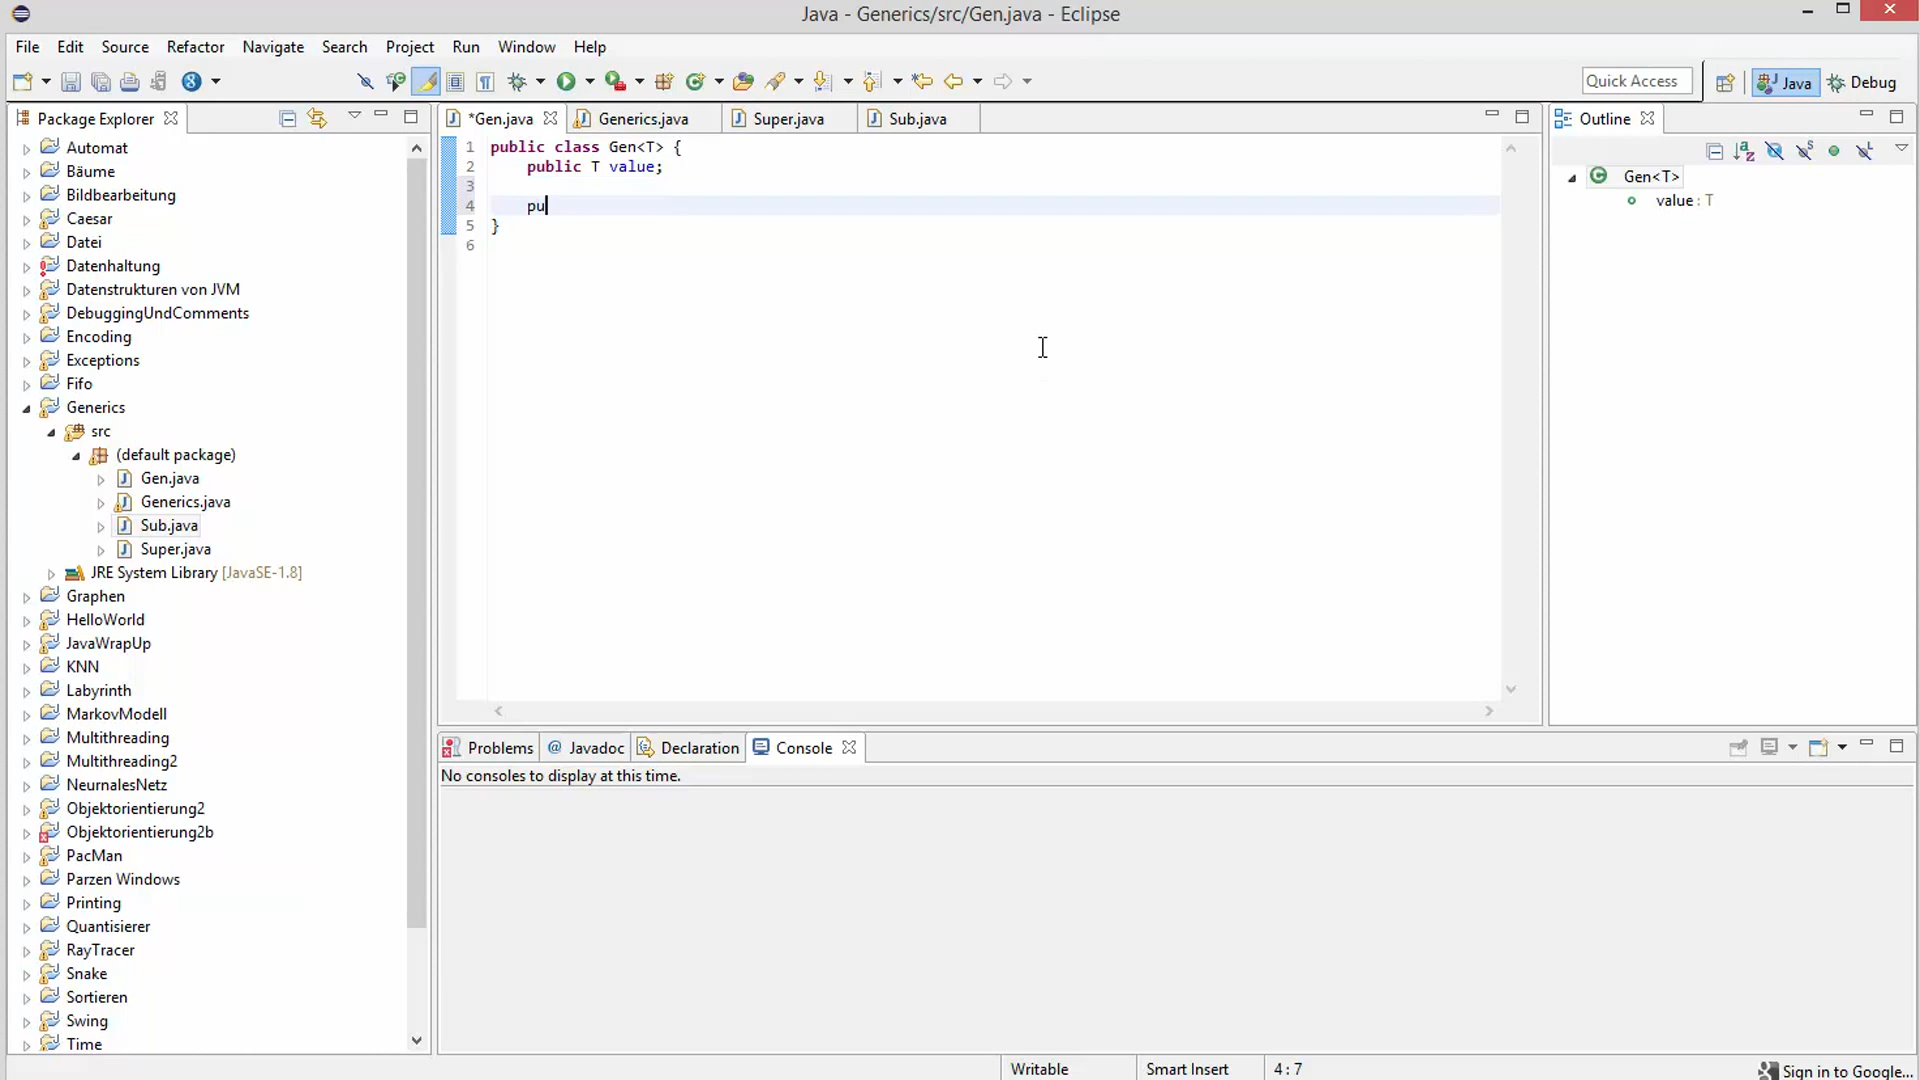 Java - Generics/src/Gen.java - Eclipse
File Edit Source Refactor Navigate Search Project Run Window Help
Quick Access
Java
Debug
Package Explorer
*Gen.java
Generics.java
Super.java
Sub.java
Outline
Automat
Bäume
Bildbearbeitung
Caesar
Datei
Datenhaltung
Datenstrukturen von JVM
DebuggingUndComments
Encoding
Exceptions
Fifo
Generics
src
(default package)
Gen.java
Generics.java
Sub.java
Super.java
JRE System Library [JavaSE-1.8]
Graphen
HelloWorld
JavaWrapUp
KNN
Labyrinth
MarkovModell
Multithreading
Multithreading2
NeurnalesNetz
Objektorientierung2
Objektorientierung2b
PacMan
Parzen Windows
Printing
Quantisierer
RayTracer
Snake
Sortieren
Swing
Time
1 public class Gen<T> {
2 public T value;
3
4 pu
5 }
6
Gen<T>
value : T
Problems
@ Javadoc
Declaration
Console
No consoles to display at this time.
Writable
Smart Insert
4 : 7
Sign in to Google...